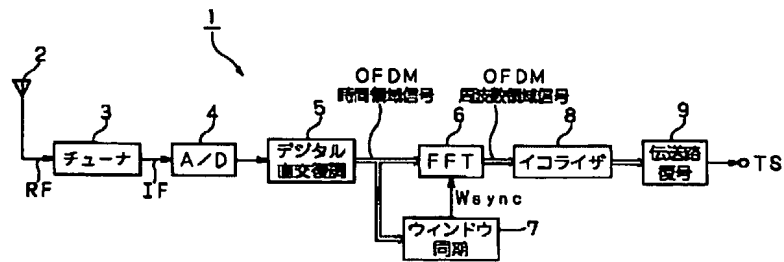 1
2
OFDM
時間領域信号
OFDM
周波数領域信号
3
4
5
6
8
9
チューナ
A/D
デジタル
直交復調
FFT
イコライザ
伝送路
復号
TS
RF
IF
Wsync
ウィンドウ
同期
7